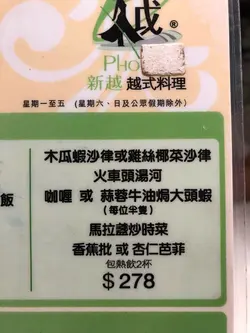 越®
PHO
新越 越式料理
星期一至五 (星期六、日及公眾假期除外)
木瓜蝦沙律或雞絲椰菜沙律
火車頭湯河
咖喱 或 蒜蓉牛油焗大頭蝦
(每位半隻)
飯
馬拉盞炒時菜
香蕉批 或 杏仁芭菲
包熱飲2杯
$278